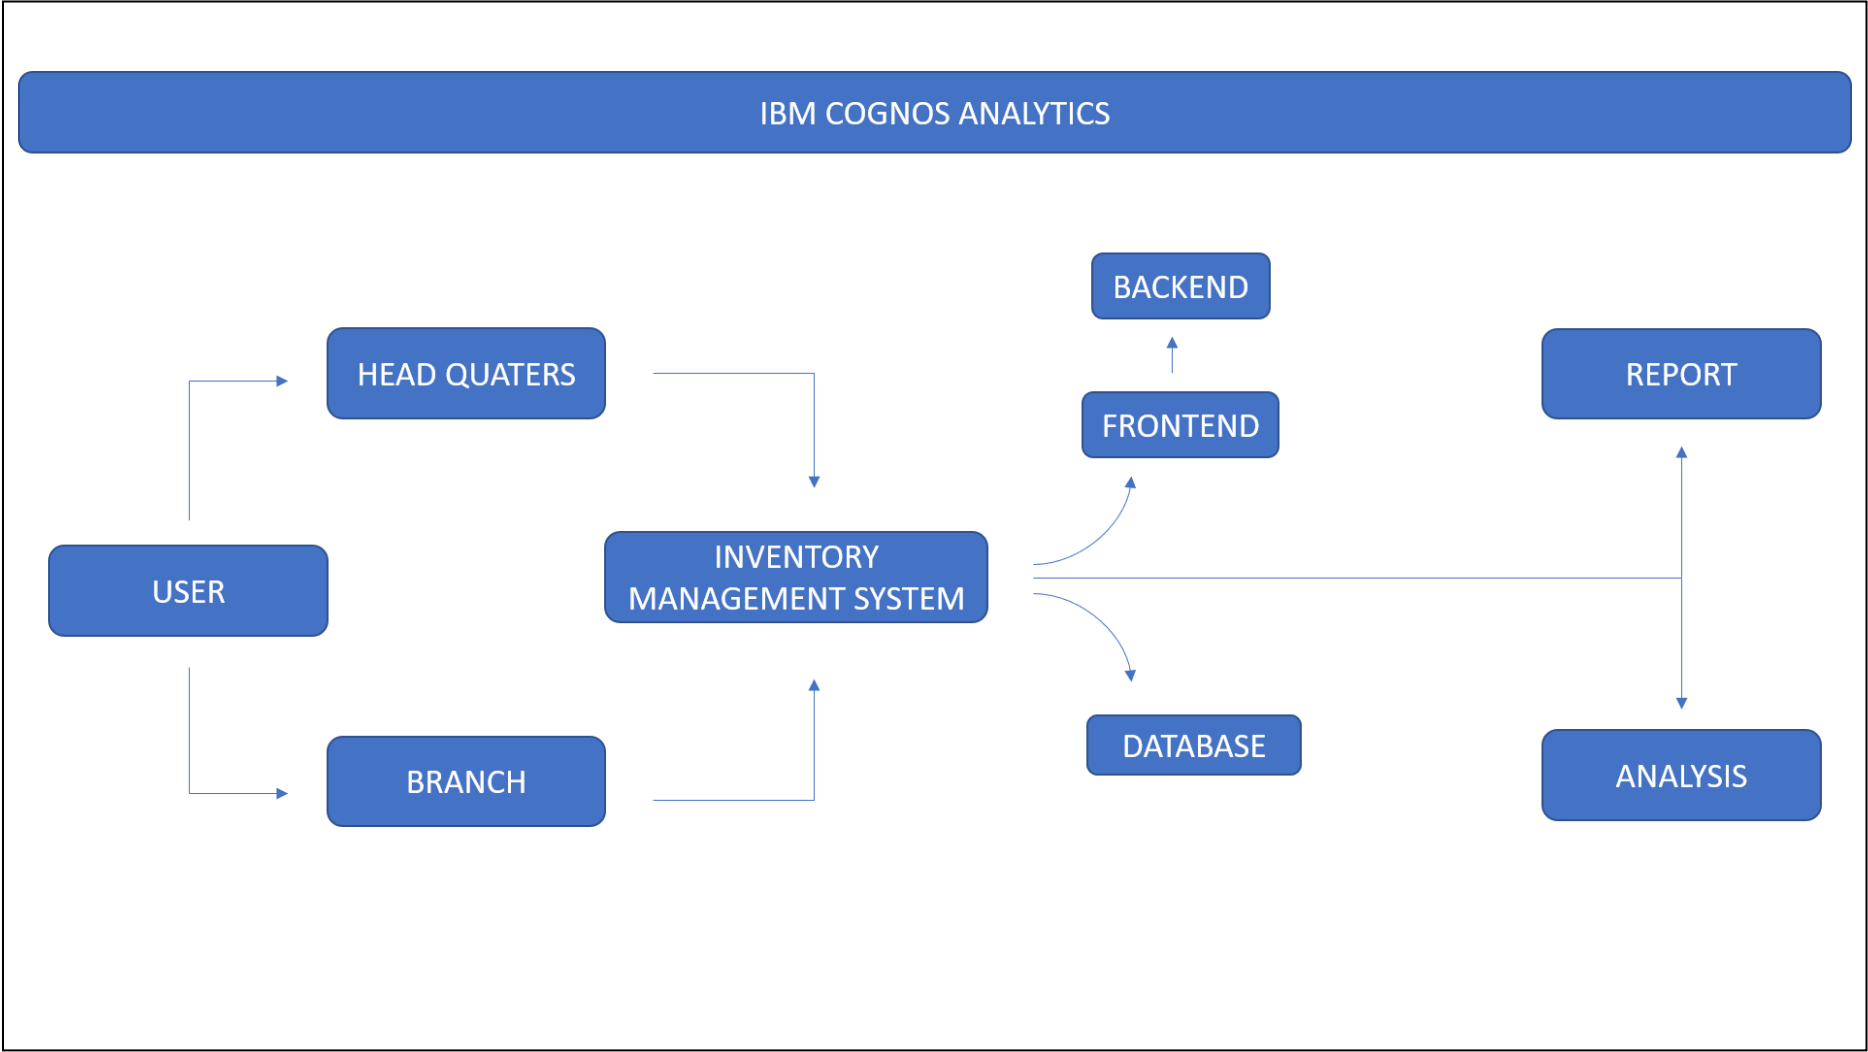 IBM COGNOS ANALYTICS
BACKEND
HEAD QUATERS
REPORT
FRONTEND
INVENTORY
MANAGEMENT SYSTEM
USER
DATABASE
BRANCH
ANALYSIS